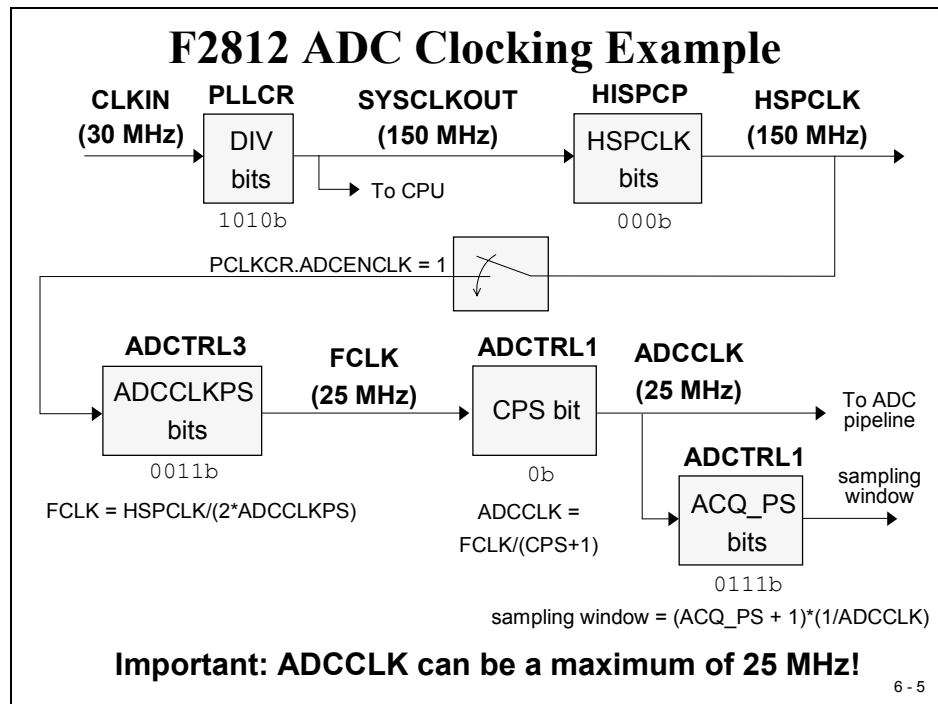 F2812 ADC Clocking Example
CLKIN
(30 MHz)
PLLCR
DIV
bits
1010b
SYSCLKOUT
(150 MHz)
To CPU
HISPCP
HSPCLK
bits
000b
HSPCLK
(150 MHz)
PCLKCR.ADCENCLK = 1
ADCTRL3
ADCCLKPS
bits
0011b
FCLK = HSPCLK/(2*ADCCLKPS)
FCLK
(25 MHz)
ADCTRL1
CPS bit
0b
ADCCLK =
FCLK/(CPS+1)
ADCCLK
(25 MHz)
To ADC
pipeline
ADCTRL1
ACQ_PS
bits
0111b
sampling
window
sampling window = (ACQ_PS + 1)*(1/ADCCLK)
Important: ADCCLK can be a maximum of 25 MHz!
6 - 5